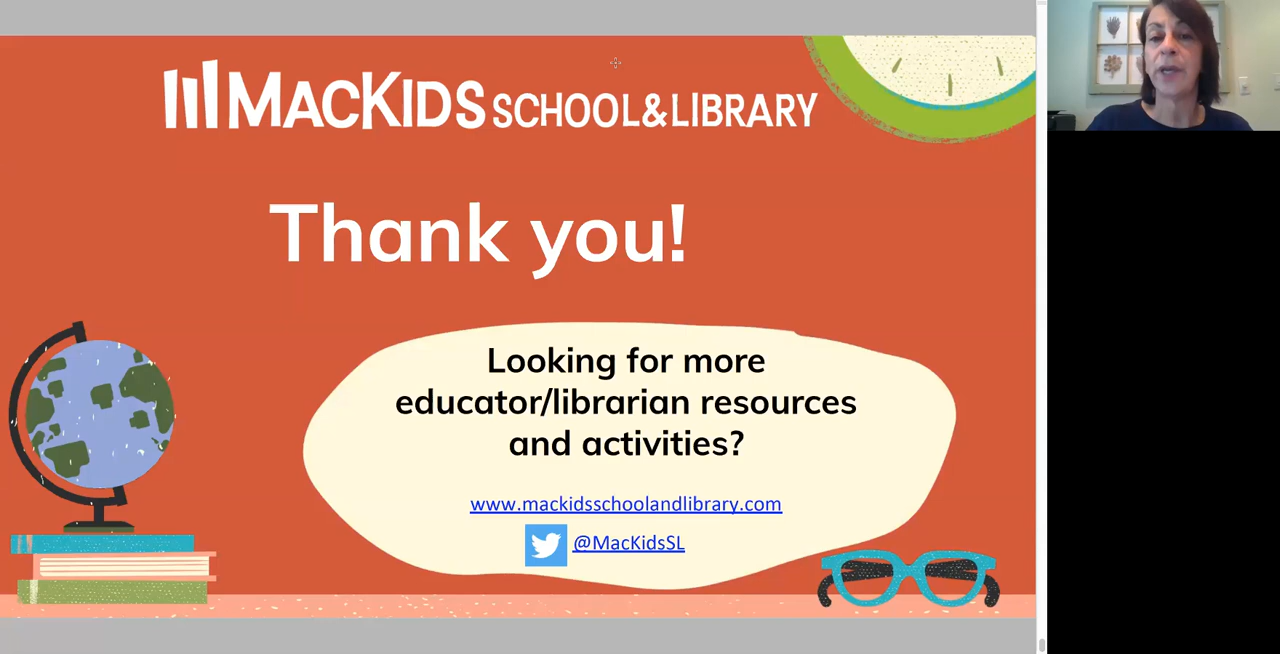 MACKIDS SCHOOL & LIBRARY
Thank you!
Looking for more
educator/librarian resources
and activities?
www.mackidsschoolandlibrary.com
@MacKidsSL